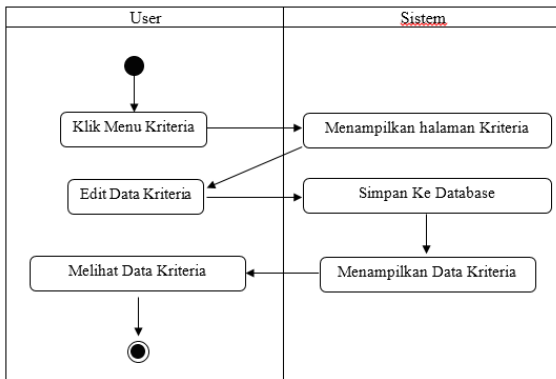 User
Sistem
Klik Menu Kriteria
Menampilkan halaman Kriteria
Edit Data Kriteria
Simpan Ke Database
Melihat Data Kriteria
Menampilkan Data Kriteria